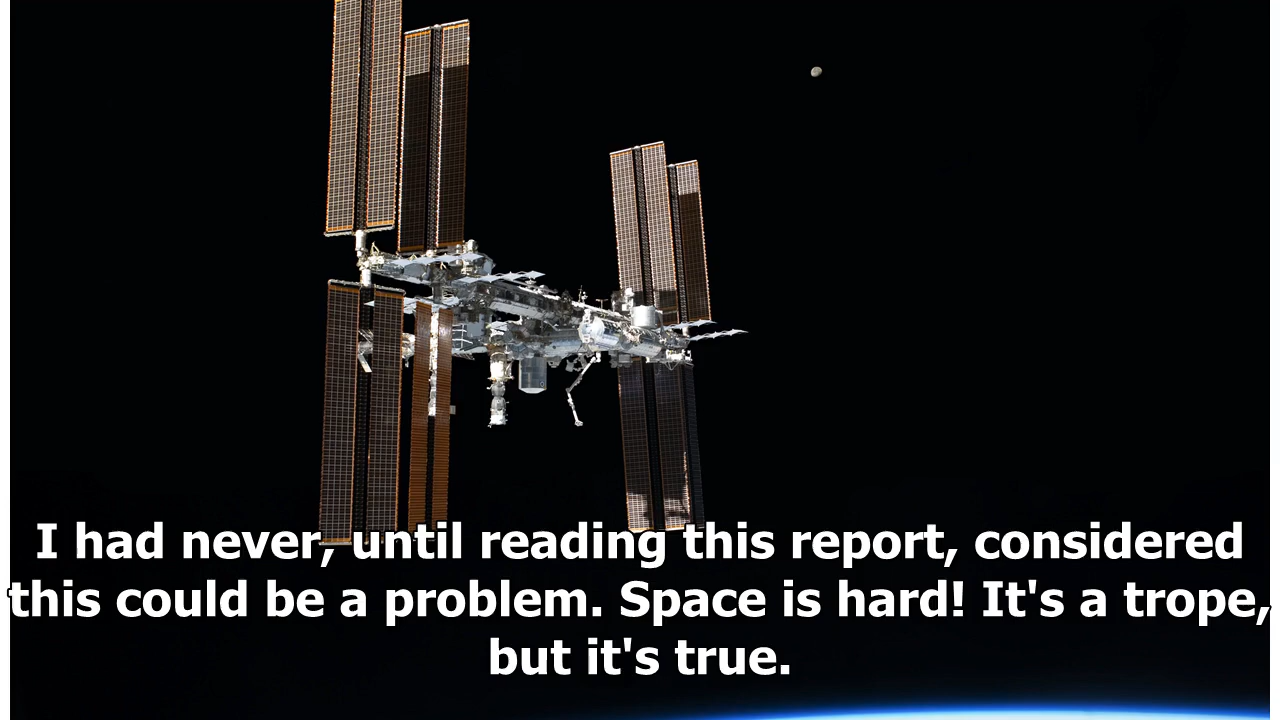 I had never, until reading this report, considered
this could be a problem. Space is hard! It's a trope,
but it's true.